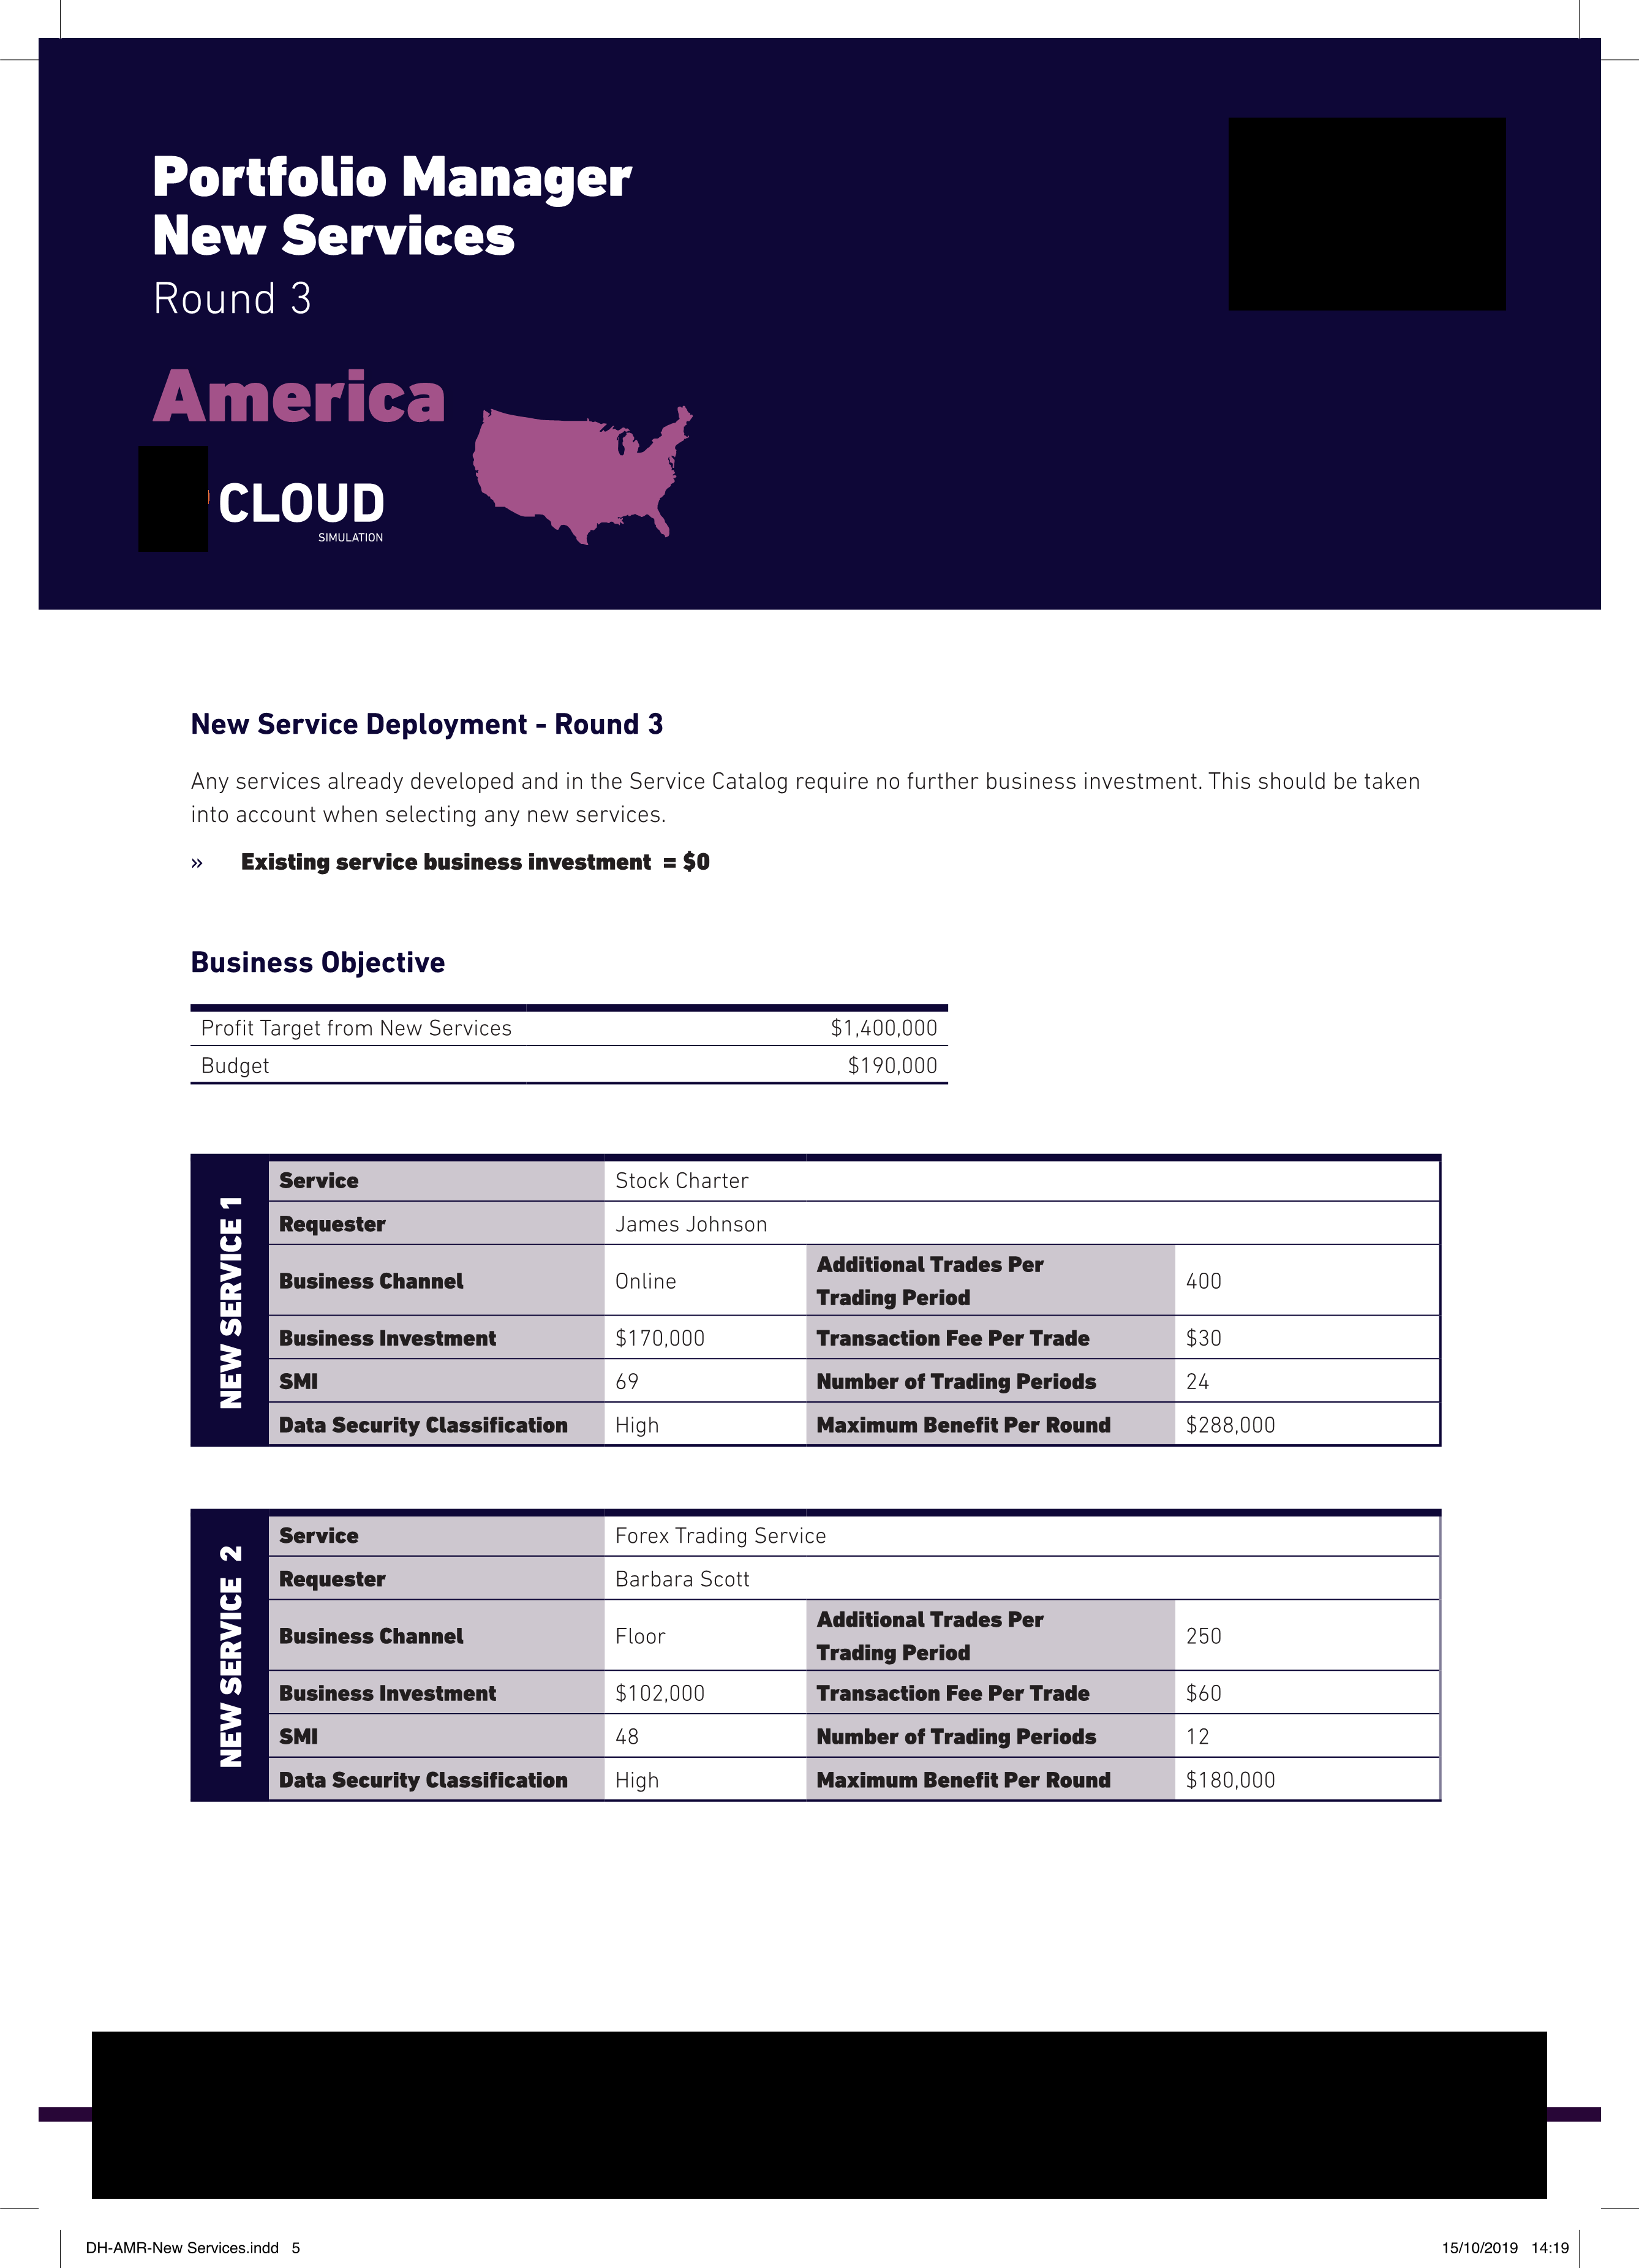 Portfolio Manager
New Services
Round 3
America
CLOUD
SIMULATION
New Service Deployment - Round 3
Any services already developed and in the Service Catalog require no further business investment. This should be taken
into account when selecting any new services.
» Existing service business investment = $0
Business Objective
Profit Target from New Services $1,400,000
Budget $190,000
NEW SERVICE 1
Service Stock Charter
Requester James Johnson
Business Channel Online Additional Trades Per
Trading Period 400
Business Investment $170,000 Transaction Fee Per Trade $30
SMI 69 Number of Trading Periods 24
Data Security Classification High Maximum Benefit Per Round $288,000
NEW SERVICE 2
Service Forex Trading Service
Requester Barbara Scott
Business Channel Floor Additional Trades Per
Trading Period 250
Business Investment $102,000 Transaction Fee Per Trade $60
SMI 48 Number of Trading Periods 12
Data Security Classification High Maximum Benefit Per Round $180,000
DH-AMR-New Services.indd 5 15/10/2019 14:19